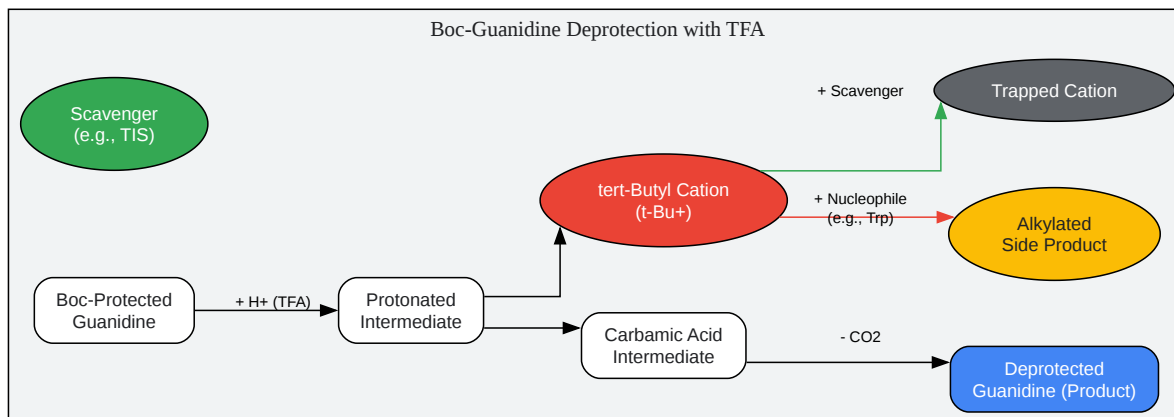 Boc-Guanidine Deprotection with TFA
Scavenger
(e.g., TIS)
+ Scavenger
Trapped Cation
tert-Butyl Cation
(t-Bu+)
+ Nucleophile
(e.g., Trp)
Alkylated
Side Product
Boc-Protected
Guanidine
+ H+ (TFA)
Protonated
Intermediate
Carbamic Acid
Intermediate
- CO2
Deprotected
Guanidine (Product)